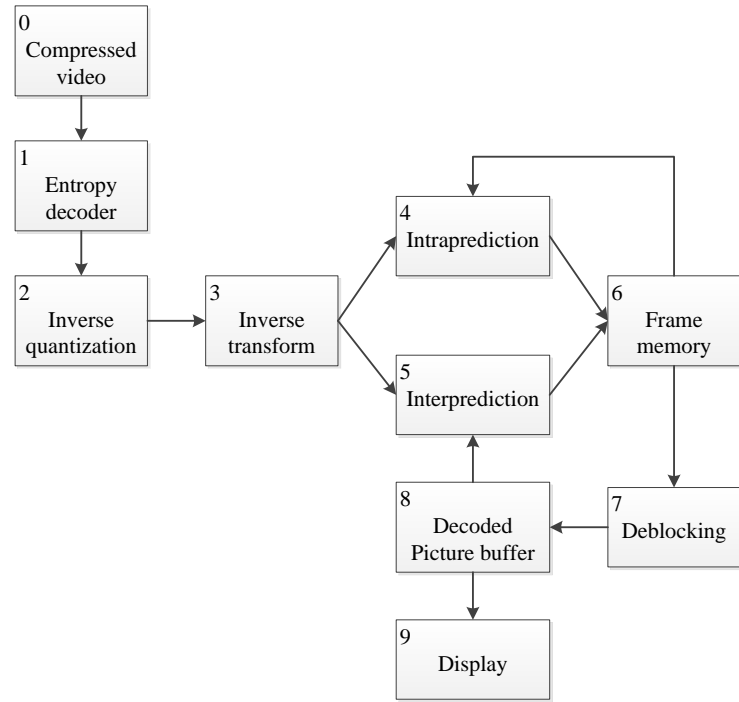 0
Compressed
video
1
Entropy
decoder
2
Inverse
quantization
3
Inverse
transform
4
Intraprediction
5
Interprediction
6
Frame
memory
7
Deblocking
8
Decoded
Picture buffer
9
Display